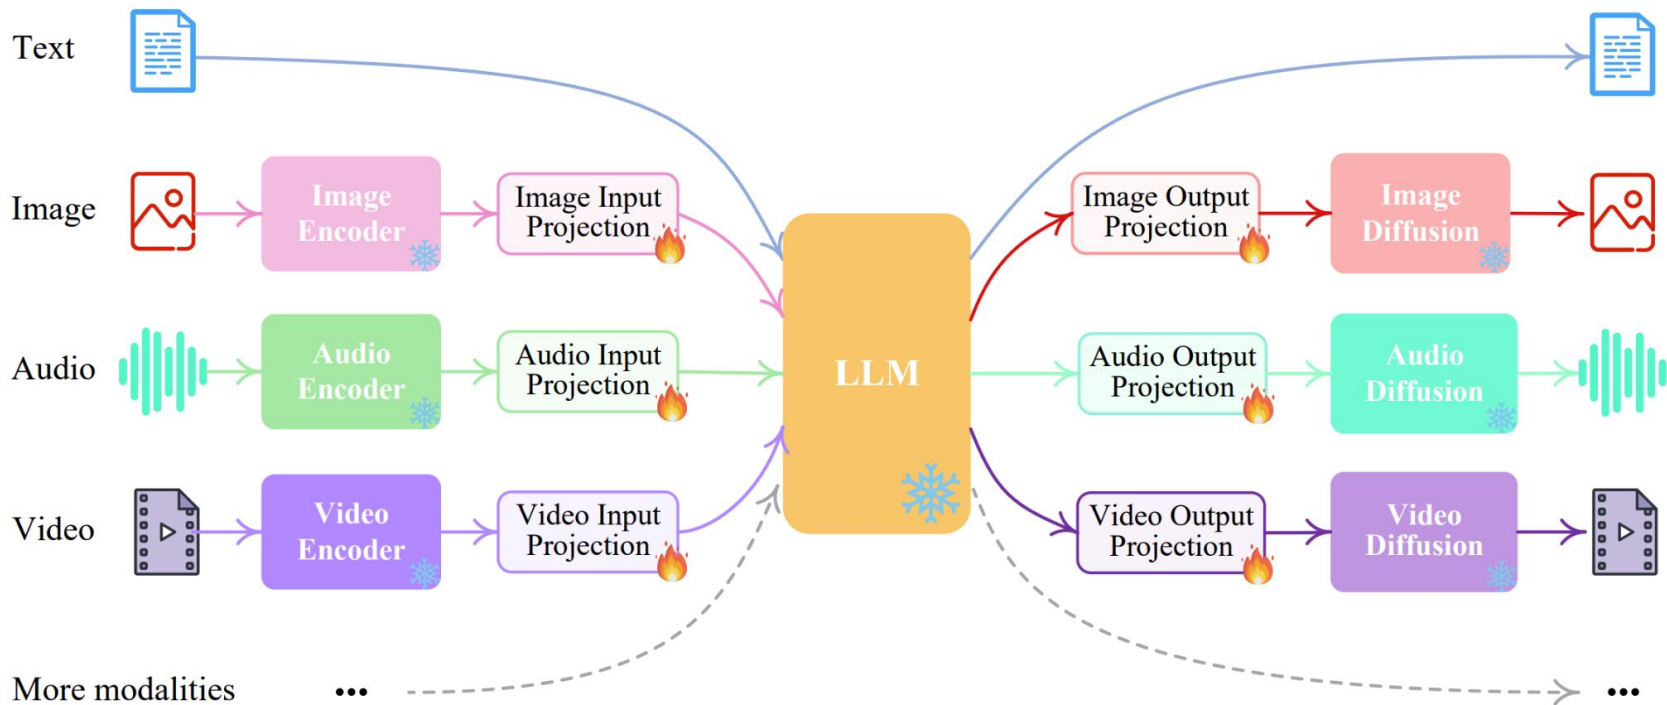 Text
Image
Image
Encoder
Image Input
Projection
Image Output
Projection
Image
Diffusion
Audio
Audio
Encoder
Audio Input
Projection
LLM
Audio Output
Projection
Audio
Diffusion
Video
Video
Encoder
Video Input
Projection
Video Output
Projection
Video
Diffusion
More modalities ... ...